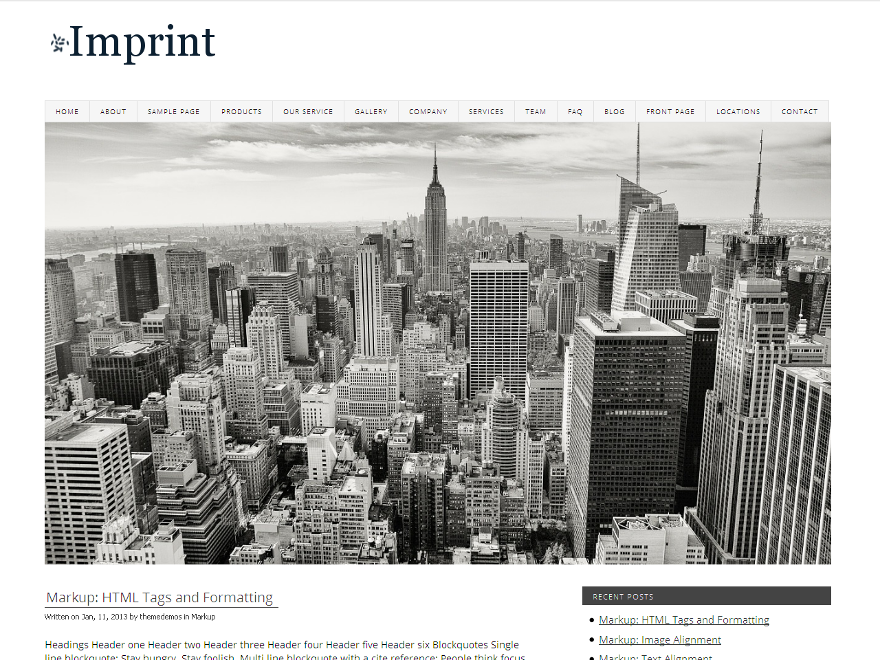 Imprint
HOME ABOUT SAMPLE PAGE PRODUCTS OUR SERVICE GALLERY COMPANY SERVICES TEAM FAQ BLOG FRONT PAGE LOCATIONS CONTACT
Markup: HTML Tags and Formatting
Written on Jan, 11, 2013 by themedemos in Markup
Headings Header one Header two Header three Header four Header five Header six Blockquotes Single
line blockquote: Stay hungry. Stay foolish. Multi line blockquote with a cite reference: People think focus
RECENT POSTS
Markup: HTML Tags and Formatting
Markup: Image Alignment
Markup: Text Alignment